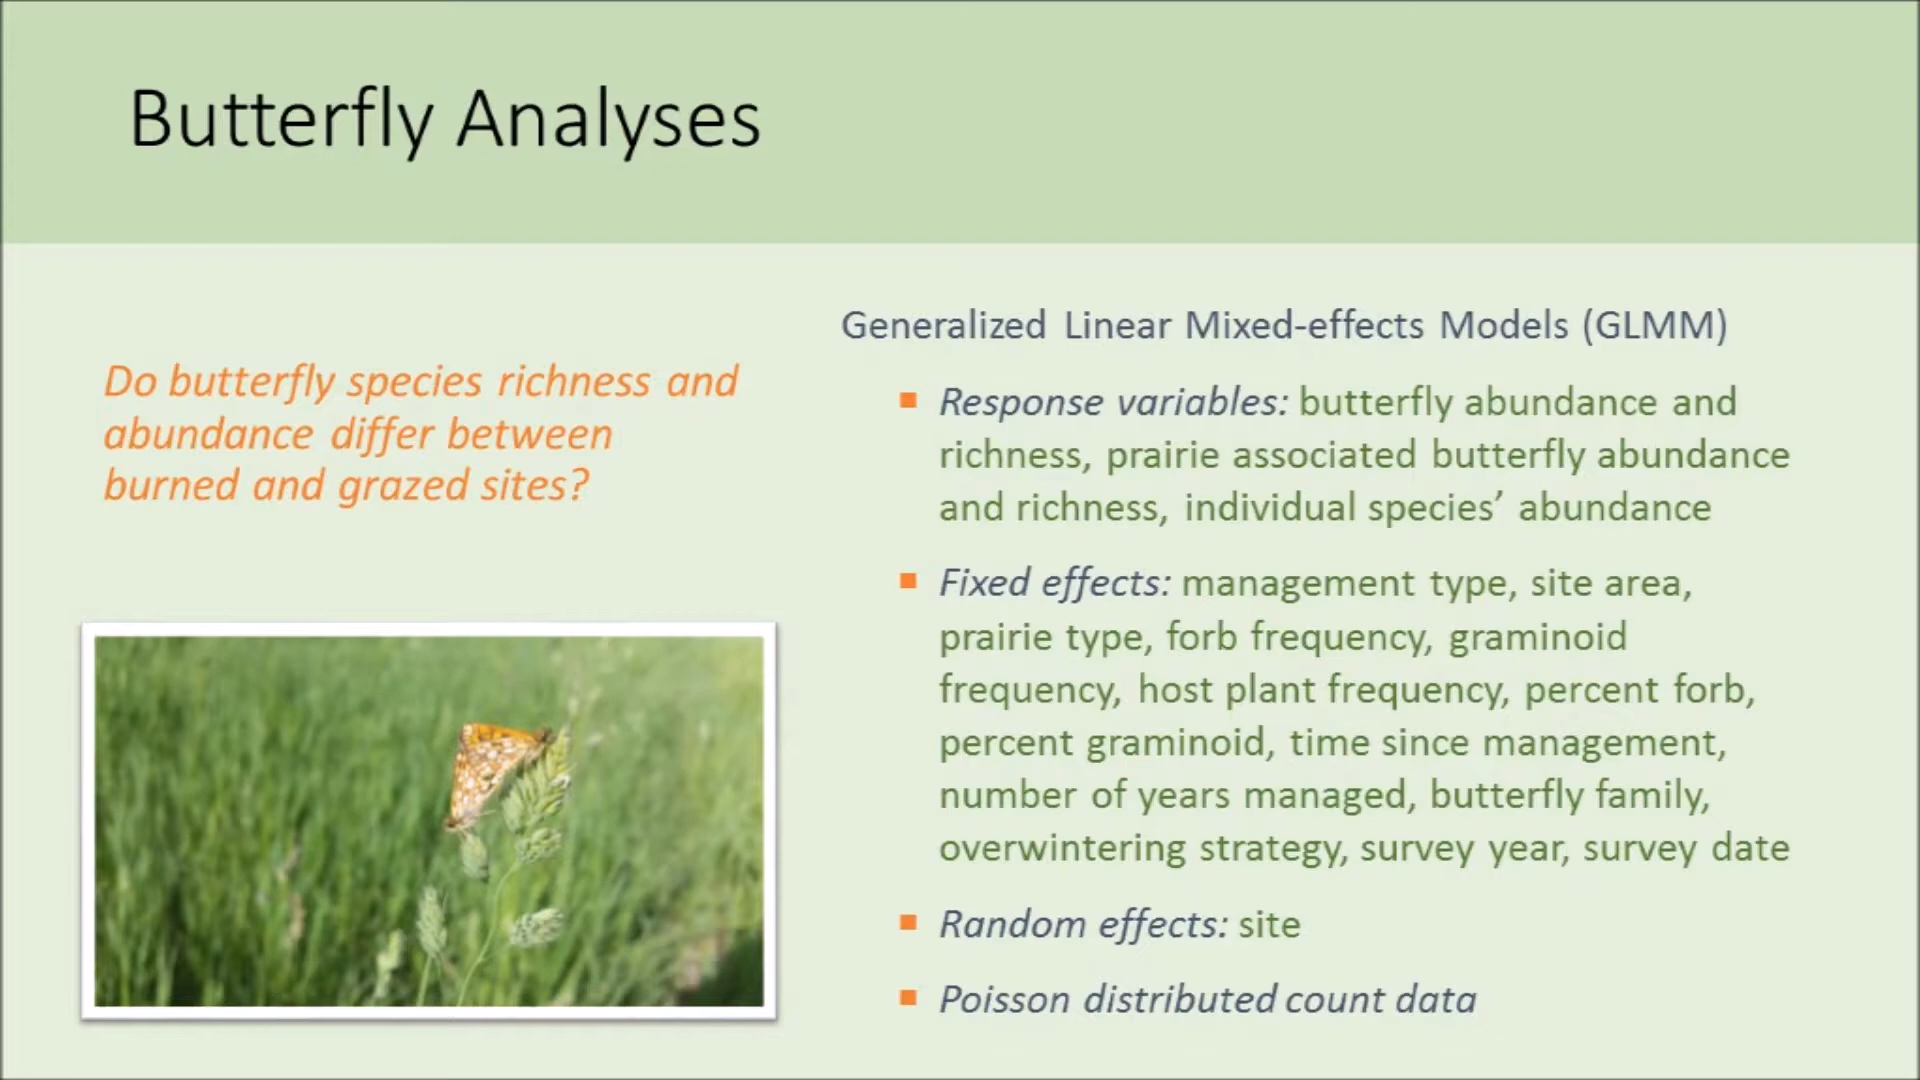 Butterfly Analyses
Do butterfly species richness and
abundance differ between
burned and grazed sites?
Generalized Linear Mixed-effects Models (GLMM)
Response variables: butterfly abundance and
richness, prairie associated butterfly abundance
and richness, individual species’ abundance
Fixed effects: management type, site area,
prairie type, forb frequency, graminoid
frequency, host plant frequency, percent forb,
percent graminoid, time since management,
number of years managed, butterfly family,
overwintering strategy, survey year, survey date
Random effects: site
Poisson distributed count data